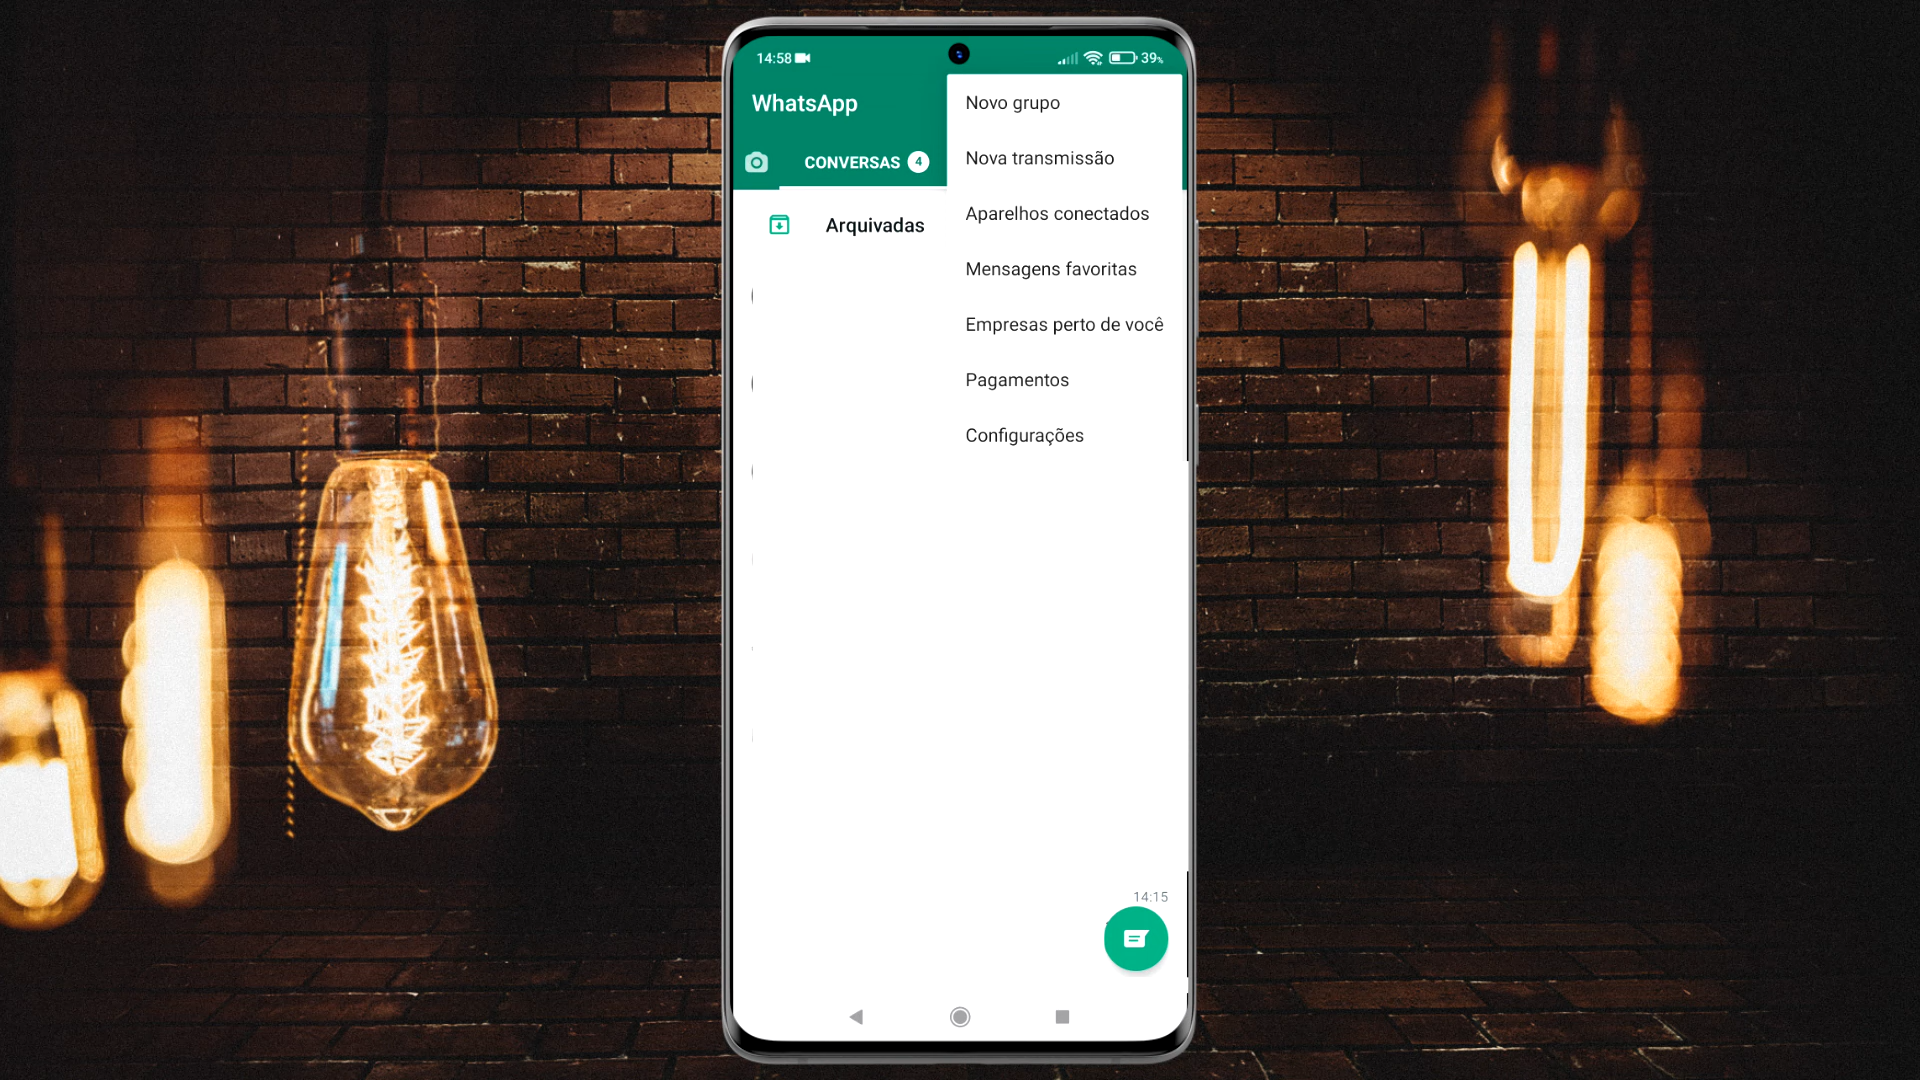 14:58
39%
WhatsApp
CONVERSAS 4
Arquivadas
Novo grupo
Nova transmissão
Aparelhos conectados
Mensagens favoritas
Empresas perto de você
Pagamentos
Configurações
14:15